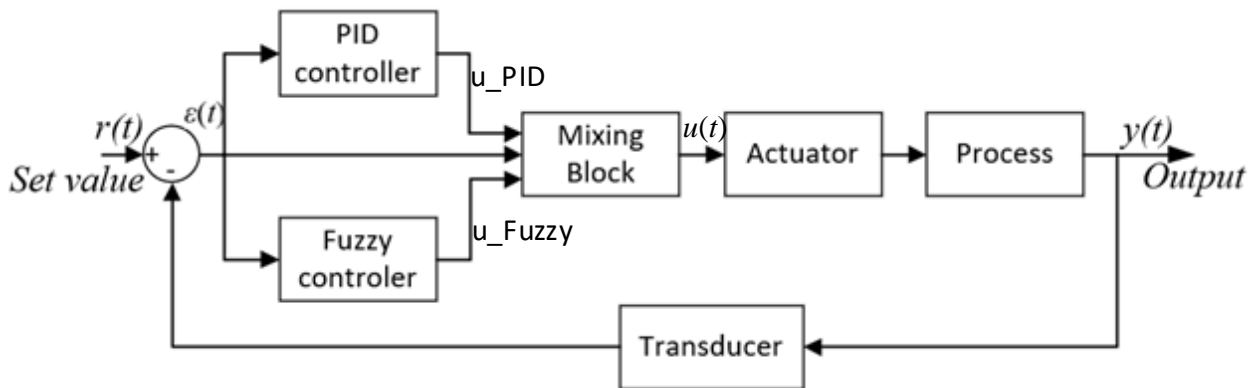 PID
controller
u_PID
ε(t)
r(t)
+
-
Set value
Mixing
Block
u(t)
Actuator
Process
y(t)
Output
Fuzzy
controler
u_Fuzzy
Transducer